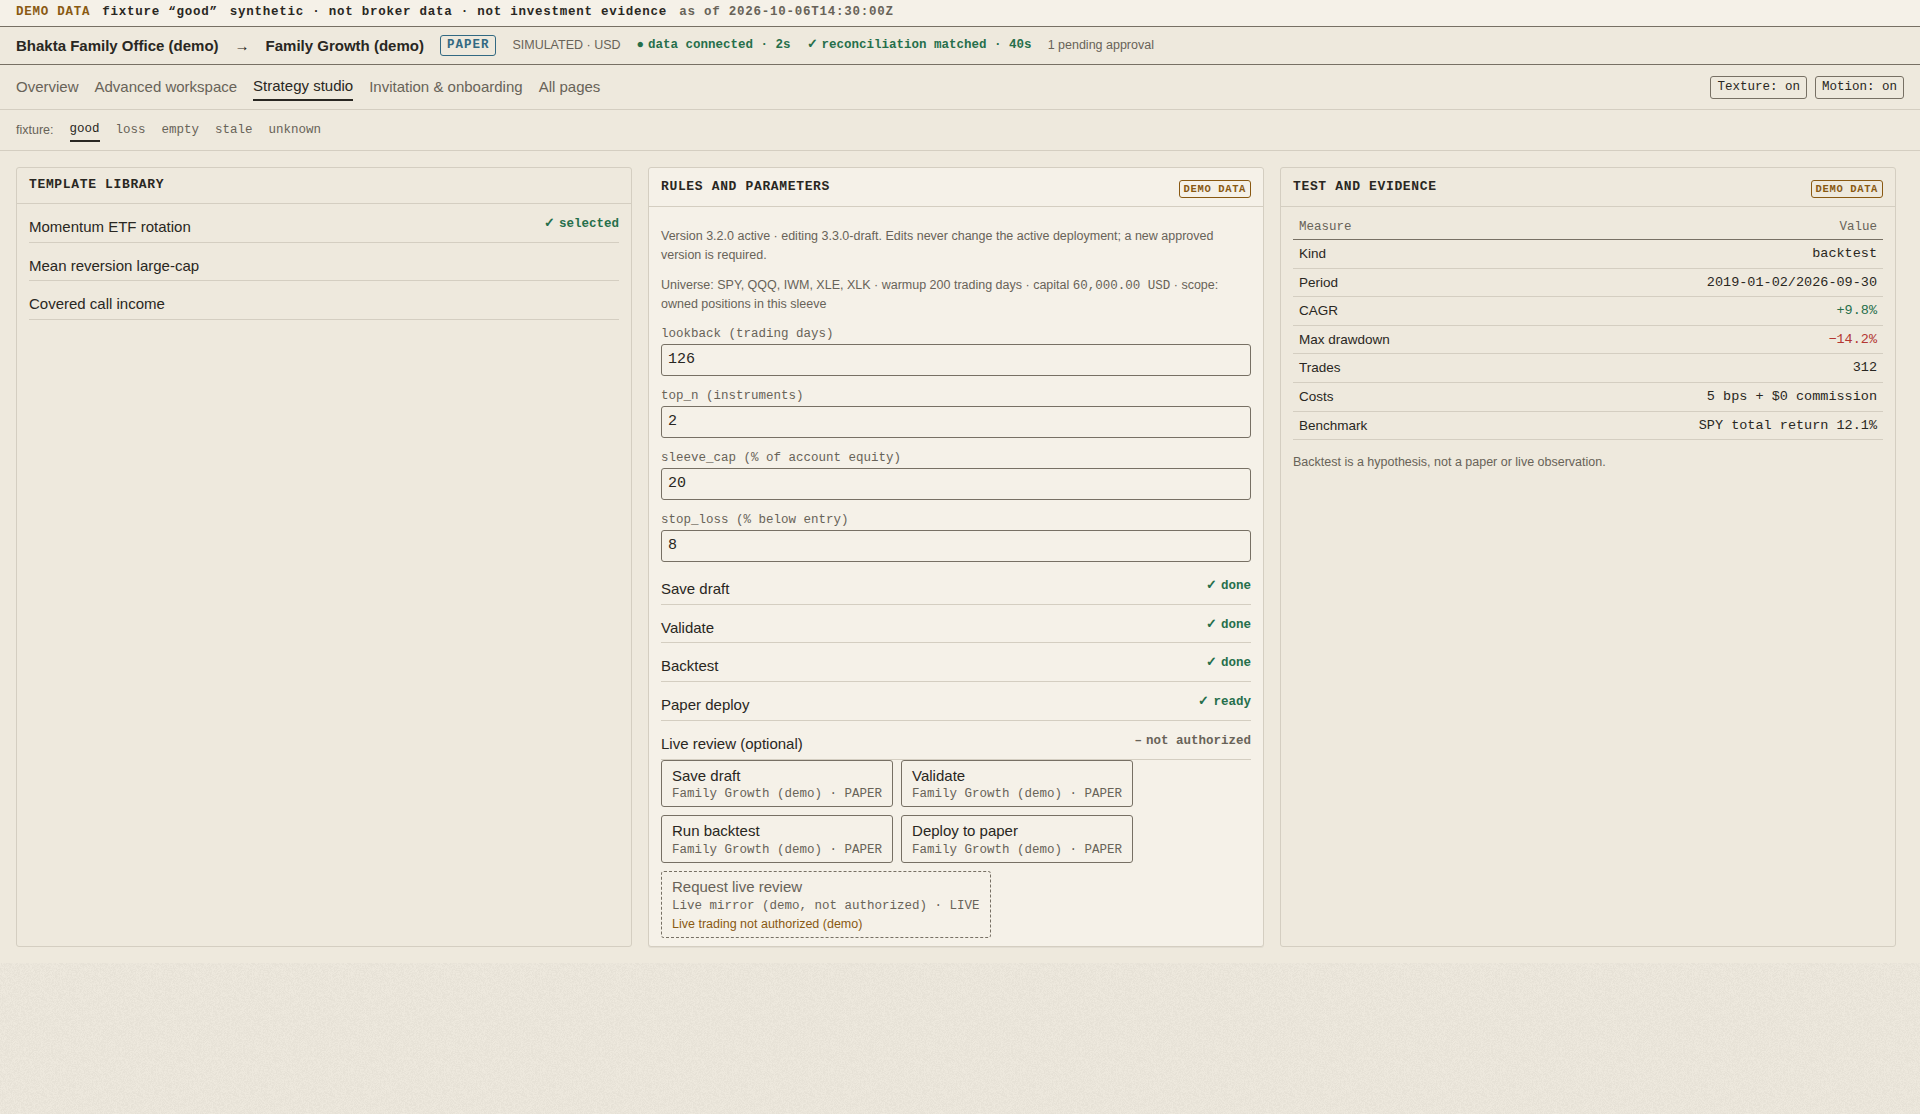 DEMO DATA fixture “good” synthetic · not broker data · not investment evidence as of 2026-10-06T14:30:00Z
Bhakta Family Office (demo) → Family Growth (demo) PAPER SIMULATED · USD ● data connected · 2s ✓ reconciliation matched · 40s 1 pending approval
Overview Advanced workspace Strategy studio Invitation & onboarding All pages Texture: on Motion: on
fixture: good loss empty stale unknown
TEMPLATE LIBRARY
Momentum ETF rotation ✓ selected
Mean reversion large-cap
Covered call income
RULES AND PARAMETERS DEMO DATA
Version 3.2.0 active · editing 3.3.0-draft. Edits never change the active deployment; a new approved
version is required.
Universe: SPY, QQQ, IWM, XLE, XLK · warmup 200 trading days · capital 60,000.00 USD · scope:
owned positions in this sleeve
lookback (trading days)
126
top_n (instruments)
2
sleeve_cap (% of account equity)
20
stop_loss (% below entry)
8
Save draft ✓ done
Validate ✓ done
Backtest ✓ done
Paper deploy ✓ ready
Live review (optional) – not authorized
Save draft
Family Growth (demo) · PAPER
Validate
Family Growth (demo) · PAPER
Run backtest
Family Growth (demo) · PAPER
Deploy to paper
Family Growth (demo) · PAPER
Request live review
Live mirror (demo, not authorized) · LIVE
Live trading not authorized (demo)
TEST AND EVIDENCE DEMO DATA
Measure Value
Kind backtest
Period 2019-01-02/2026-09-30
CAGR +9.8%
Max drawdown −14.2%
Trades 312
Costs 5 bps + $0 commission
Benchmark SPY total return 12.1%
Backtest is a hypothesis, not a paper or live observation.